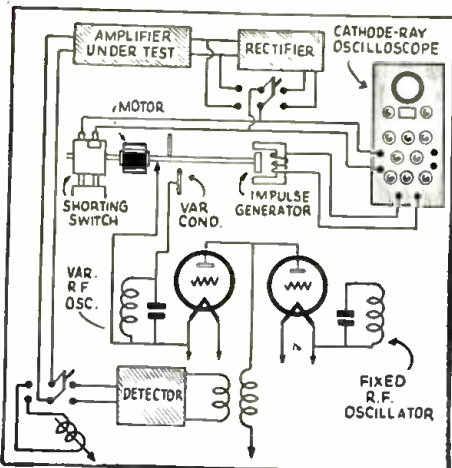 AMPLIFIER
UNDER TEST
RECTIFIER
CATHODE-RAY
OSCILLOSCOPE
MOTOR
SHORTING
SWITCH
VAR
COND.
IMPULSE
GENERATOR
VAR.
R F
OSC.
DETECTOR
FIXED
R.F.
OSCILLATOR